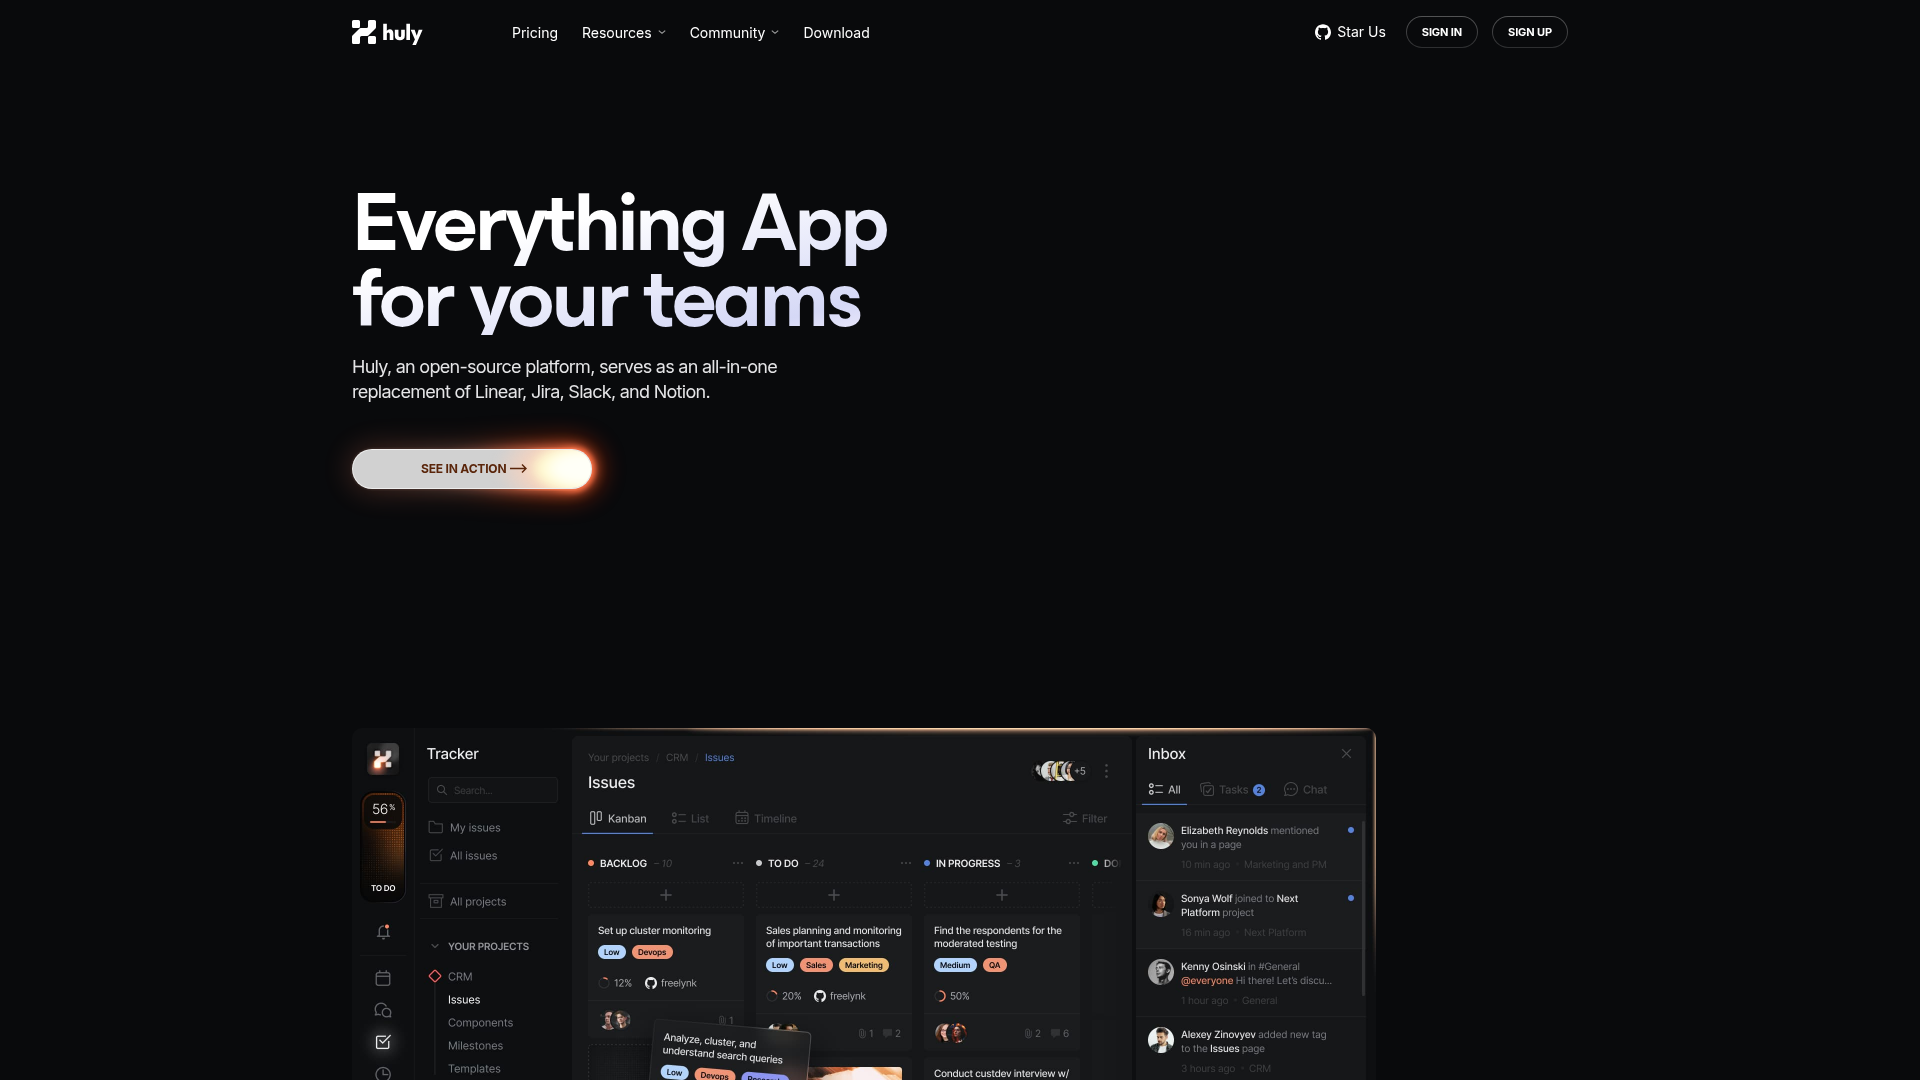 huly
Pricing
Resources
Community
Download
Star Us
SIGN IN
SIGN UP
Everything App
for your teams
Huly, an open-source platform, serves as an all-in-one
replacement of Linear, Jira, Slack, and Notion.
SEE IN ACTION
56%
TO DO
Tracker
Search...
My issues
All issues
All projects
YOUR PROJECTS
CRM
Issues
Components
Milestones
Templates
Your projects / CRM / Issues
Issues
+5
Kanban
List
Timeline
Filter
BACKLOG – 10
Set up cluster monitoring
Low Devops
12% freelynk
1
Analyze, cluster, and
understand search queries
Low Devops
TO DO – 24
Sales planning and monitoring
of important transactions
Low Sales Marketing
20% freelynk
1 2
IN PROGRESS – 3
Find the respondents for the
moderated testing
Medium QA
50%
2 6
Conduct custdev interview w/
DO
Inbox
All
Tasks 2
Chat
Elizabeth Reynolds mentioned
you in a page
10 min ago · Marketing and PM
Sonya Wolf joined to Next
Platform project
16 min ago · Next Platform
Kenny Osinski in #General
@everyone Hi there! Let's discu...
1 hour ago · General
Alexey Zinovyev added new tag
to the Issues page
3 hours ago · CRM